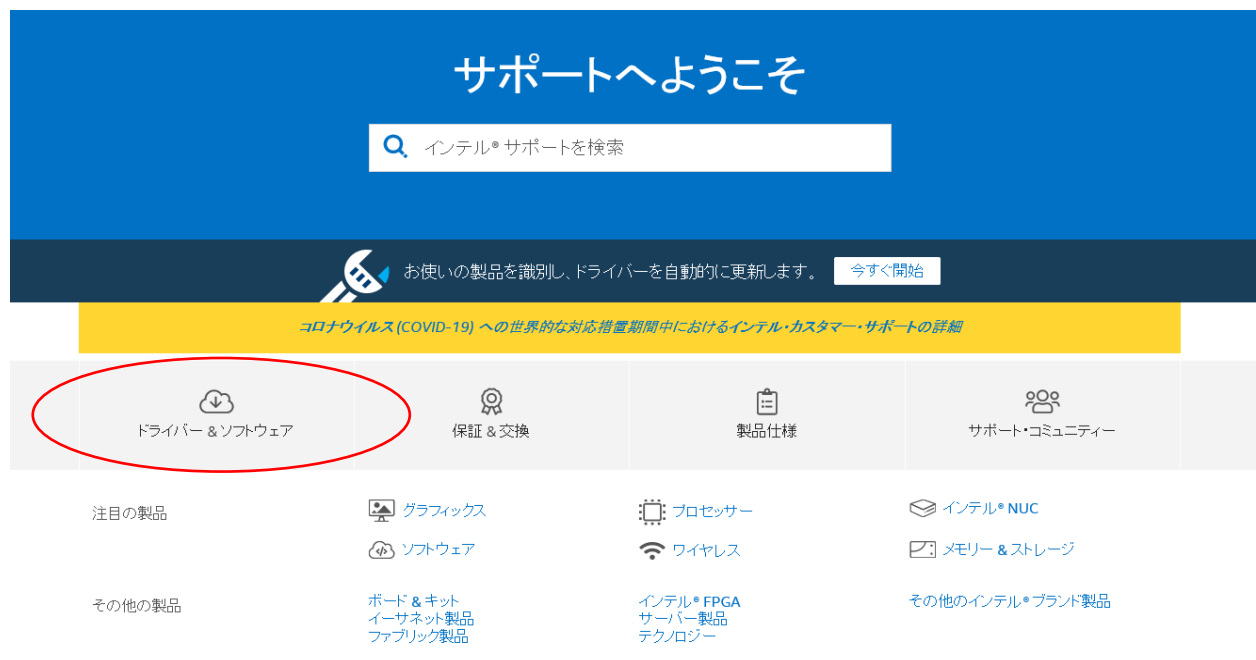 サポートへようこそ
インテル® サポートを検索
お使いの製品を識別し、ドライバーを自動的に更新します。 今すぐ開始
コロナウイルス (COVID-19) への世界的な対応措置期間中におけるインテル・カスタマー・サポートの詳細
ドライバー & ソフトウェア
保証 & 交換
製品仕様
サポート・コミュニティー
注目の製品
グラフィックス
プロセッサー
インテル® NUC
ソフトウェア
ワイヤレス
メモリー & ストレージ
その他の製品
ボード & キット
イーサネット製品
ファブリック製品
インテル® FPGA
サーバー製品
テクノロジー
その他のインテル® ブランド製品